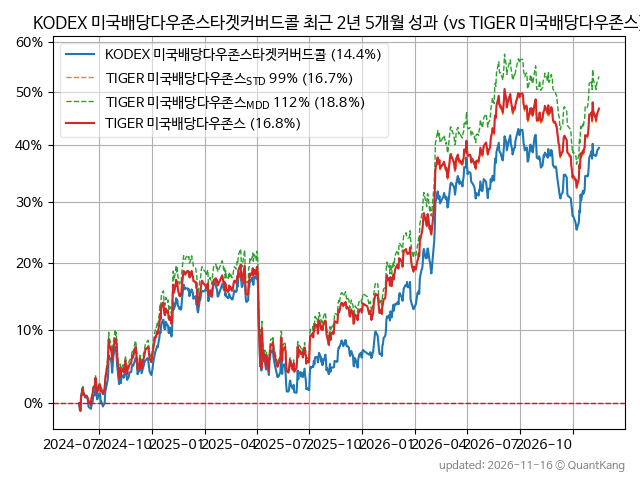 KODEX 미국배당다우존스타겟커버드콜 최근 2년 5개월 성과 (vs TIGER 미국배당다우존스)
KODEX 미국배당다우존스타겟커버드콜 (14.4%)
TIGER 미국배당다우존스STD 99% (16.7%)
TIGER 미국배당다우존스MDD 112% (18.8%)
TIGER 미국배당다우존스 (16.8%)
60%
50%
40%
30%
20%
10%
0%
2024-07 2024-10 2025-01 2025-04 2025-07 2025-10 2026-01 2026-04 2026-07 2026-10
updated: 2026-11-16 © QuantKang